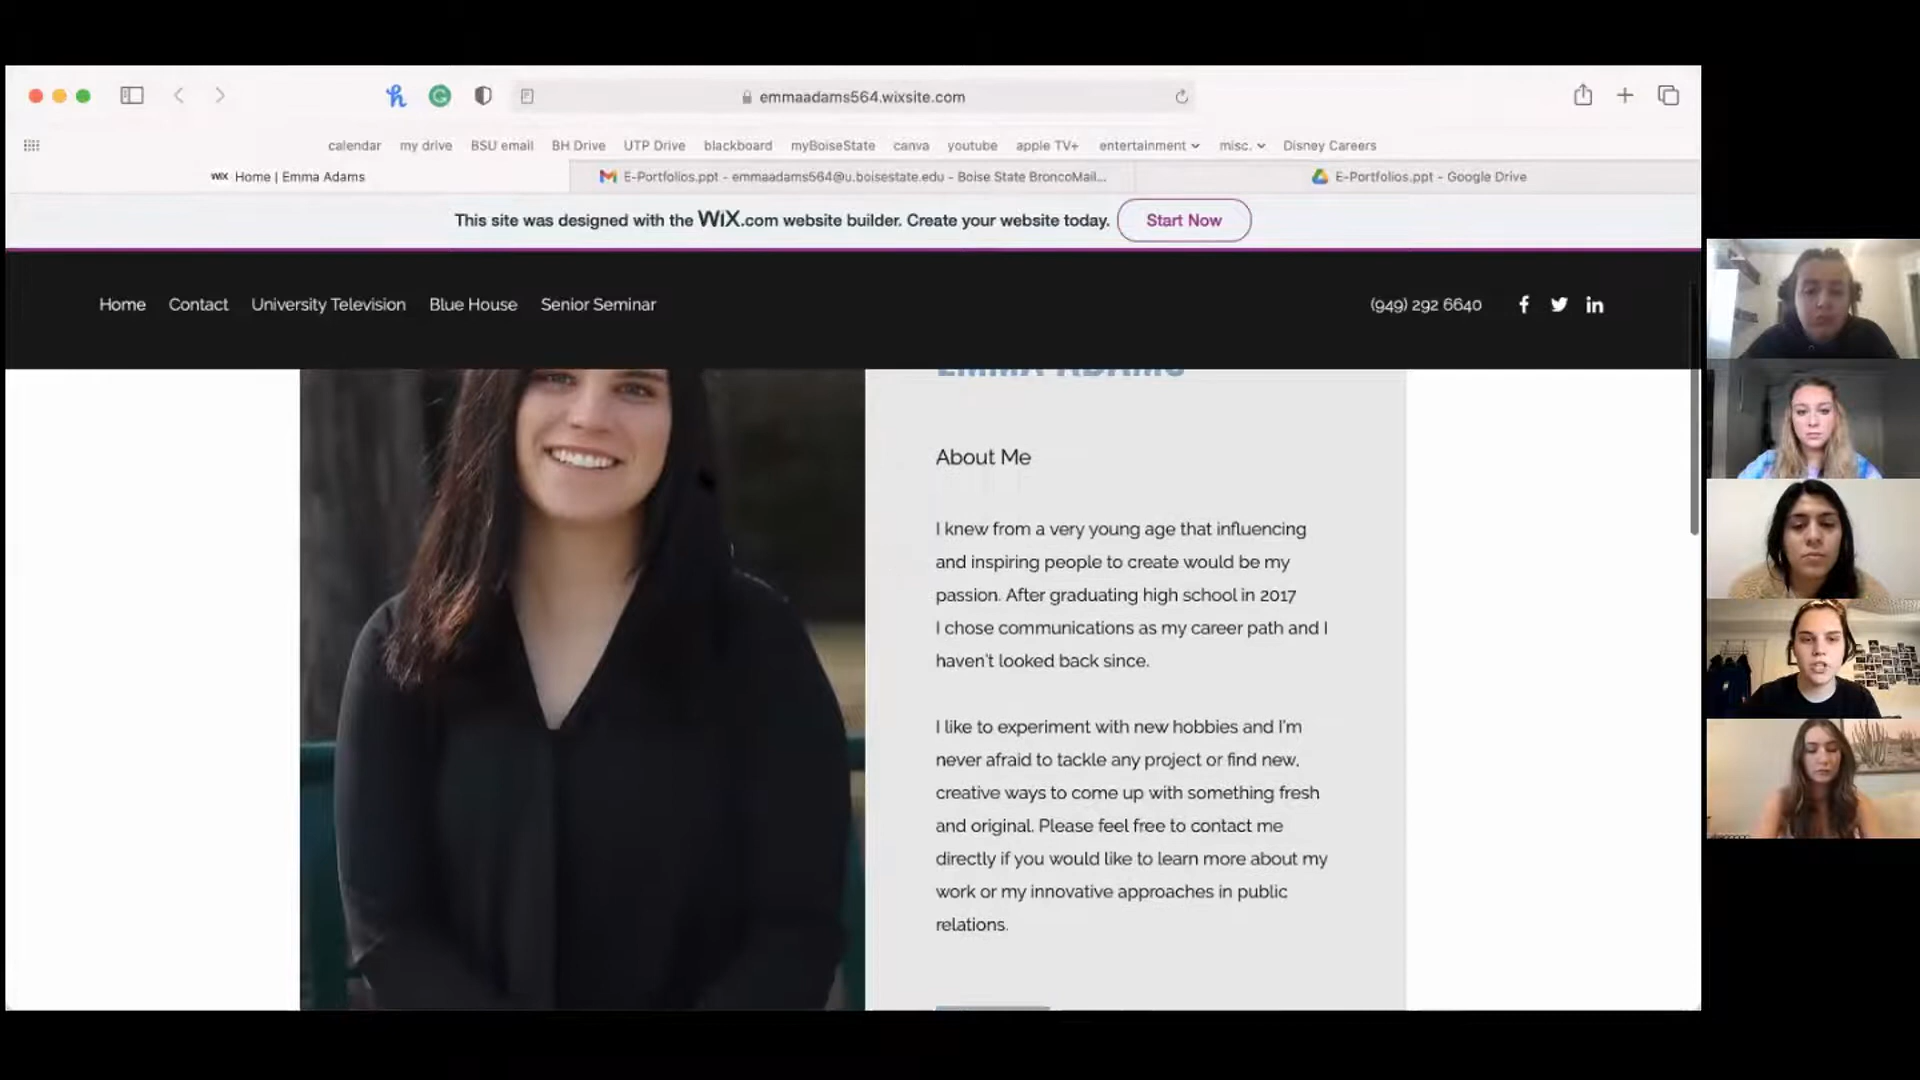 emmaadams564.wixsite.com
calendar my drive BSU email BH Drive UTP Drive blackboard myBoiseState canva youtube apple TV+ entertainment misc. Disney Careers
WiX Home | Emma Adams
E-Portfolios.ppt - emmaadams564@u.boisestate.edu - Boise State BroncoMail...
E-Portfolios.ppt - Google Drive
This site was designed with the WiX.com website builder. Create your website today. Start Now
Home Contact University Television Blue House Senior Seminar (949) 292 6640
EMMA ADAMS
About Me
I knew from a very young age that influencing
and inspiring people to create would be my
passion. After graduating high school in 2017
I chose communications as my career path and I
haven't looked back since.
I like to experiment with new hobbies and I'm
never afraid to tackle any project or find new,
creative ways to come up with something fresh
and original. Please feel free to contact me
directly if you would like to learn more about my
work or my innovative approaches in public
relations.